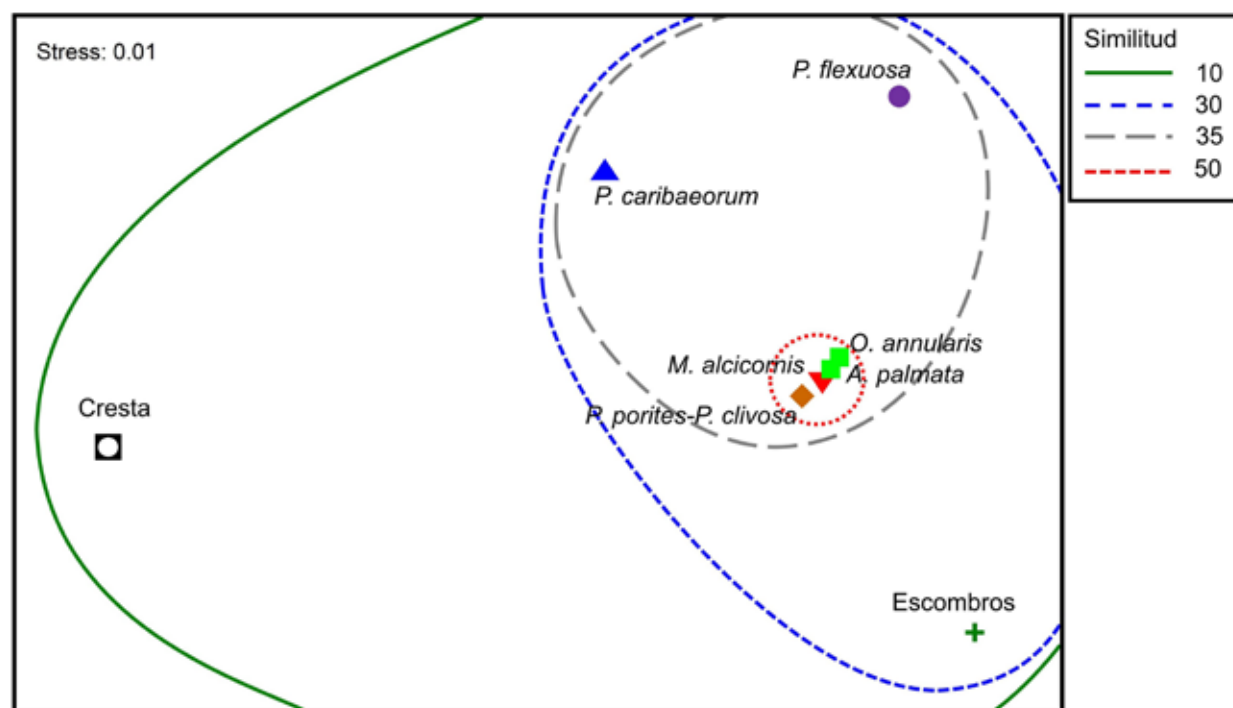 Stress: 0.01
Similitud
10
30
35
50
P. flexuosa
P. caribaeorum
O. annularis
M. alcicornis
A. palmata
P. porites-P. clivosa
Cresta
Escombros